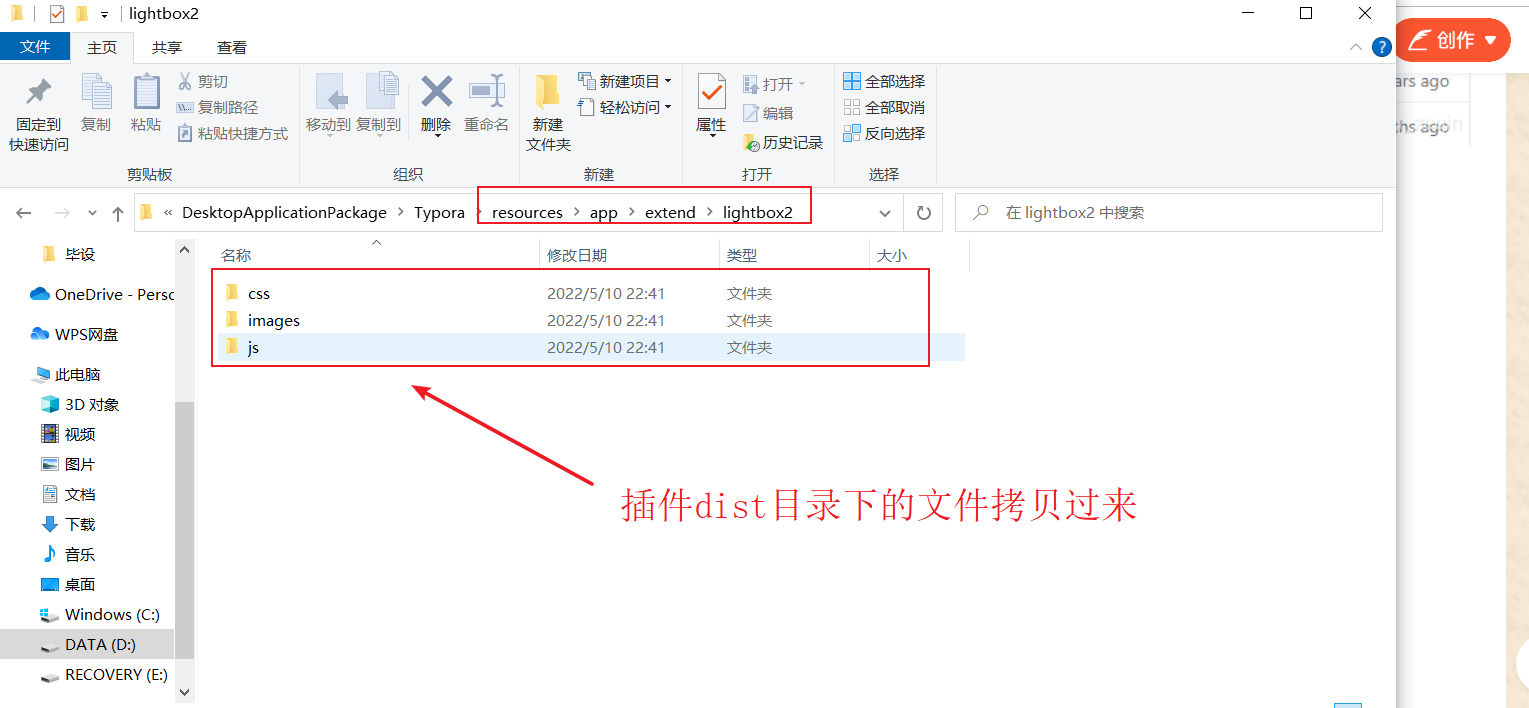 lightbox2
文件 主页 共享 查看
创作
固定到
快速访问
复制
粘贴
剪切
复制路径
粘贴快捷方式
剪贴板
移动到
复制到
删除
重命名
组织
新建
文件夹
新建项目
轻松访问
新建
属性
打开
编辑
历史记录
打开
全部选择
全部取消
反向选择
选择
ars ago
ths ago
« DesktopApplicationPackage > Typora > resources > app > extend > lightbox2
在 lightbox2 中搜索
名称 修改日期 类型 大小
css 2022/5/10 22:41 文件夹
images 2022/5/10 22:41 文件夹
js 2022/5/10 22:41 文件夹
毕设
OneDrive - Persc
WPS网盘
此电脑
3D 对象
视频
图片
文档
下载
音乐
桌面
Windows (C:)
DATA (D:)
RECOVERY (E:)
插件dist目录下的文件拷贝过来